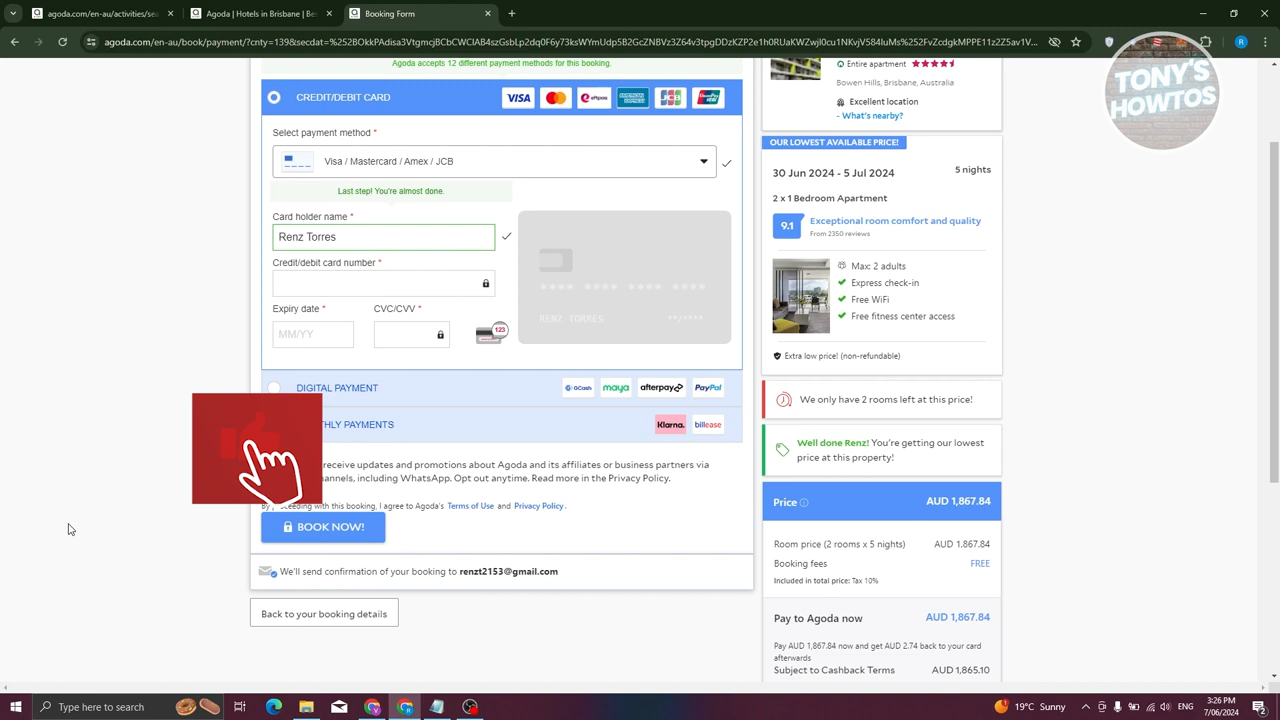 agoda.com/en-au/activities/se
Agoda | Hotels in Brisbane | Be
Booking Form
agoda.com/en-au/book/payment/?
Agoda accepts 12 different payment methods for this booking.
CREDIT/DEBIT CARD
VISA
eftpos
JCB
Select payment method *
Visa / Mastercard / Amex / JCB
Last step! You're almost done.
Card holder name *
Renz Torres
Credit/debit card number *
Expiry date *
CVC/CVV *
MM/YY
123
**** **** **** ****
RENZ TORRES
**/****
DIGITAL PAYMENT
GCash
maya
afterpay
PayPal
HLY PAYMENTS
Klarna.
billease
receive updates and promotions about Agoda and its affiliates or business partners via
annels, including WhatsApp. Opt out anytime. Read more in the Privacy Policy.
By proceeding with this booking, I agree to Agoda's Terms of Use and Privacy Policy.
BOOK NOW!
We'll send confirmation of your booking to renzt2153@gmail.com
Back to your booking details
Entire apartment
Bowen Hills, Brisbane, Australia
Excellent location
- What's nearby?
TONY'S
HOWTOS
OUR LOWEST AVAILABLE PRICE!
30 Jun 2024 - 5 Jul 2024
5 nights
2 x 1 Bedroom Apartment
9.1
Exceptional room comfort and quality
From 2350 reviews
Max: 2 adults
Express check-in
Free WiFi
Free fitness center access
Extra low price! (non-refundable)
We only have 2 rooms left at this price!
Well done Renz! You're getting our lowest
price at this property!
Price
AUD 1,867.84
Room price (2 rooms x 5 nights)
AUD 1,867.84
Booking fees
FREE
Included in total price: Tax 10%
Pay to Agoda now
AUD 1,867.84
Pay AUD 1,867.84 now and get AUD 2.74 back to your card
afterwards
Subject to Cashback Terms
AUD 1,865.10
Type here to search
19°C Sunny
3:26 PM
7/06/2024